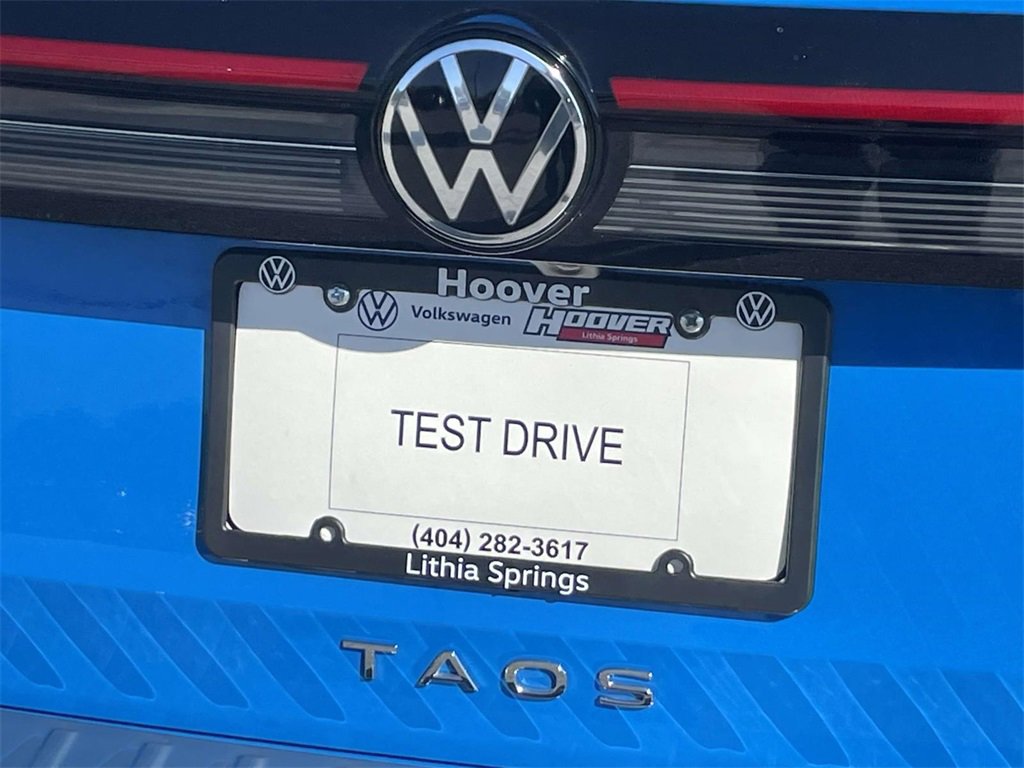 Hoover
Volkswagen HOOVER
Lithia Springs
TEST DRIVE
(404) 282-3617
Lithia Springs
TAOS